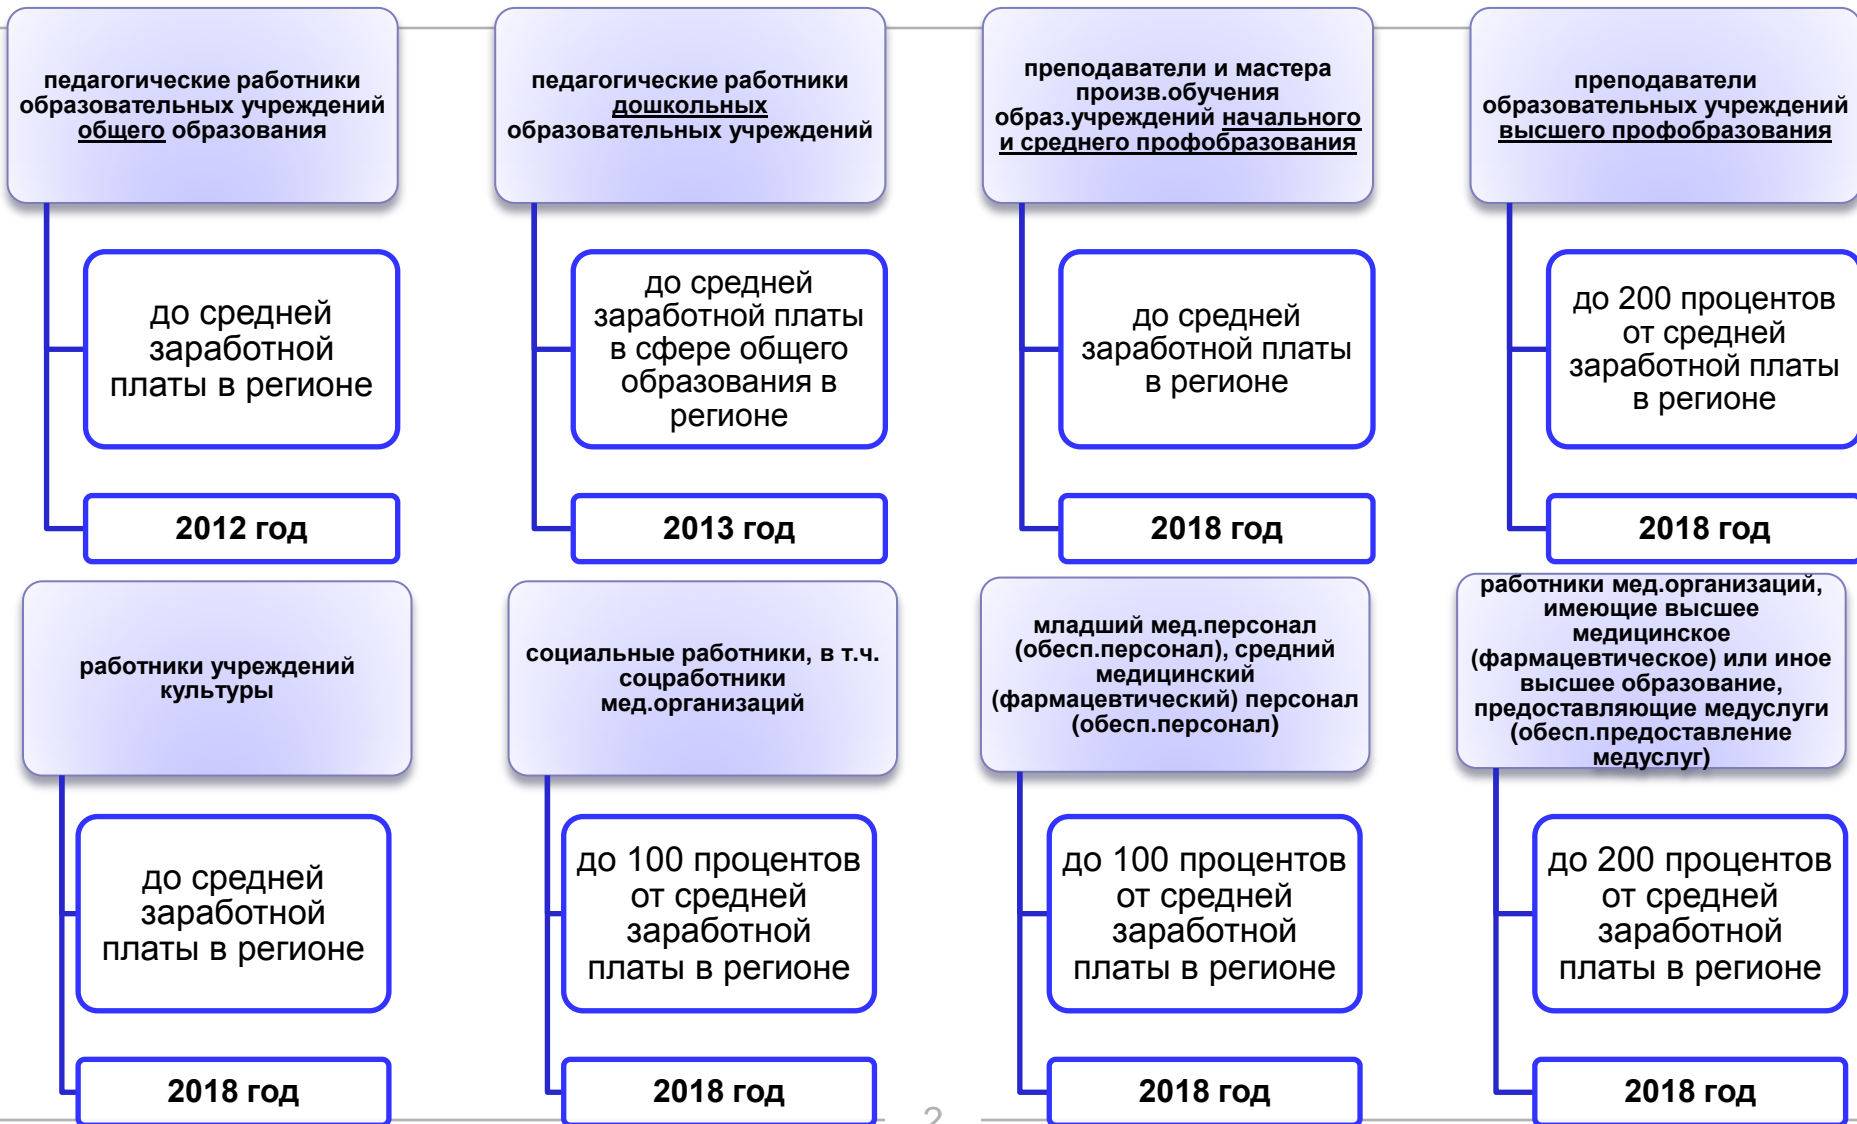 педагогические работники
образовательных учреждений
общего образования
до средней
заработной
платы в регионе
2012 год
педагогические работники
дошкольных
образовательных учреждений
до средней
заработной платы
в сфере общего
образования в
регионе
2013 год
преподаватели и мастера
произв.обучения
образ.учреждений начального
и среднего профобразования
до средней
заработной платы
в регионе
2018 год
преподаватели
образовательных учреждений
высшего профобразования
до 200 процентов
от средней
заработной платы
в регионе
2018 год
работники учреждений
культуры
до средней
заработной
платы в регионе
2018 год
социальные работники, в т.ч.
соцработники
мед.организаций
до 100 процентов
от средней
заработной
платы в регионе
2018 год
младший мед.персонал
(обесп.персонал), средний
медицинский
(фармацевтический) персонал
(обесп.персонал)
до 100 процентов
от средней
заработной
платы в регионе
2018 год
работники мед.организаций,
имеющие высшее
медицинское
(фармацевтическое) или иное
высшее образование,
предоставляющие медуслуги
(обесп.предоставление
медуслуг)
до 200 процентов
от средней
заработной
платы в регионе
2018 год
2